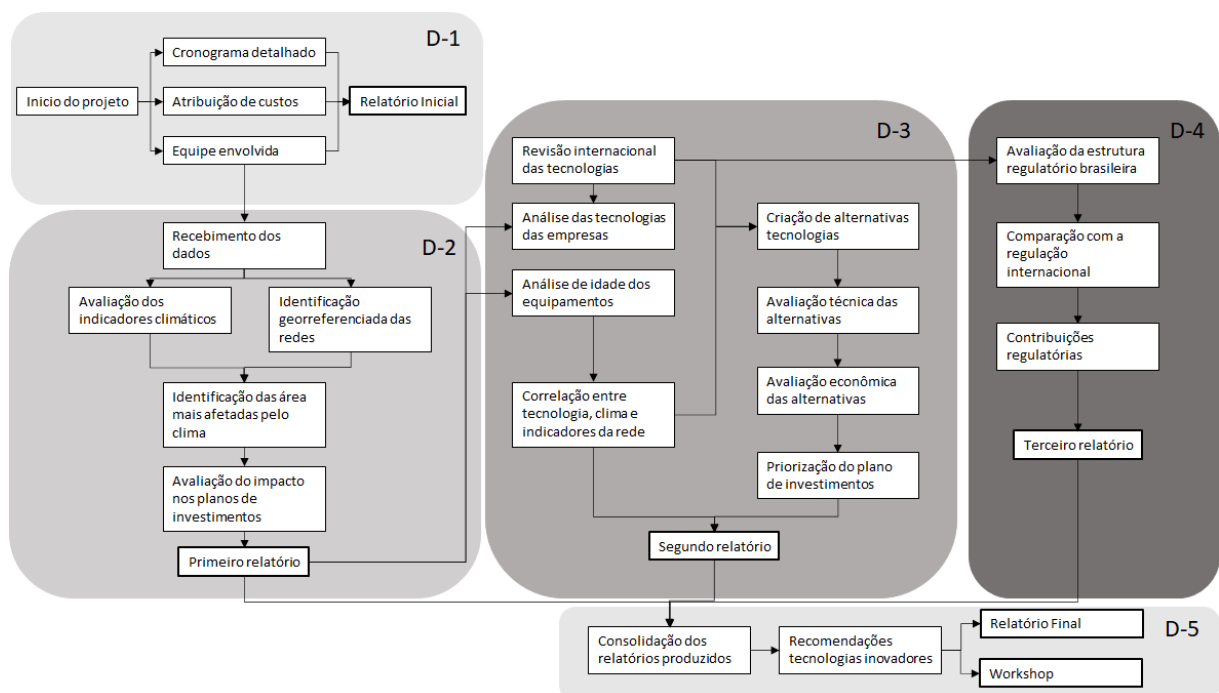 D-1
Cronograma detalhado
Inicio do projeto
Atribuição de custos
Relatório Inicial
Equipe envolvida
D-2
Recebimento dos
dados
Avaliação dos
indicadores climáticos
Identificação
georreferenciada das
redes
Identificação das área
mais afetadas pelo
clima
Avaliação do impacto
nos planos de
investimentos
Primeiro relatório
D-3
Revisão internacional
das tecnologias
Análise das tecnologias
das empresas
Análise de idade dos
equipamentos
Correlação entre
tecnologia, clima e
indicadores da rede
Criação de alternativas
tecnologias
Avaliação técnica das
alternativas
Avaliação econômica
das alternativas
Priorização do plano
de investimentos
Segundo relatório
D-4
Avaliação da estrutura
regulatório brasileira
Comparação com a
regulação
internacional
Contribuições
regulatórias
Terceiro relatório
D-5
Consolidação dos
relatórios produzidos
Recomendações
tecnologias inovadores
Relatório Final
Workshop